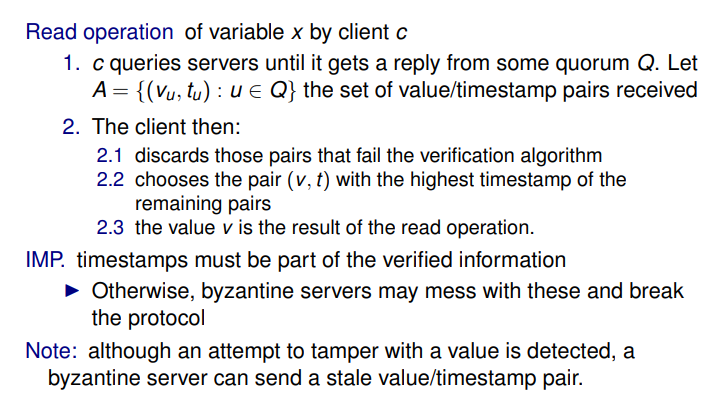 Read operation of variable x by client c
1. c queries servers until it gets a reply from some quorum Q. Let
A = {(vᵤ, tᵤ) : u ∈ Q} the set of value/timestamp pairs received
2. The client then:
2.1 discards those pairs that fail the verification algorithm
2.2 chooses the pair (v, t) with the highest timestamp of the
remaining pairs
2.3 the value v is the result of the read operation.
IMP. timestamps must be part of the verified information
▶ Otherwise, byzantine servers may mess with these and break
the protocol
Note: although an attempt to tamper with a value is detected, a
byzantine server can send a stale value/timestamp pair.